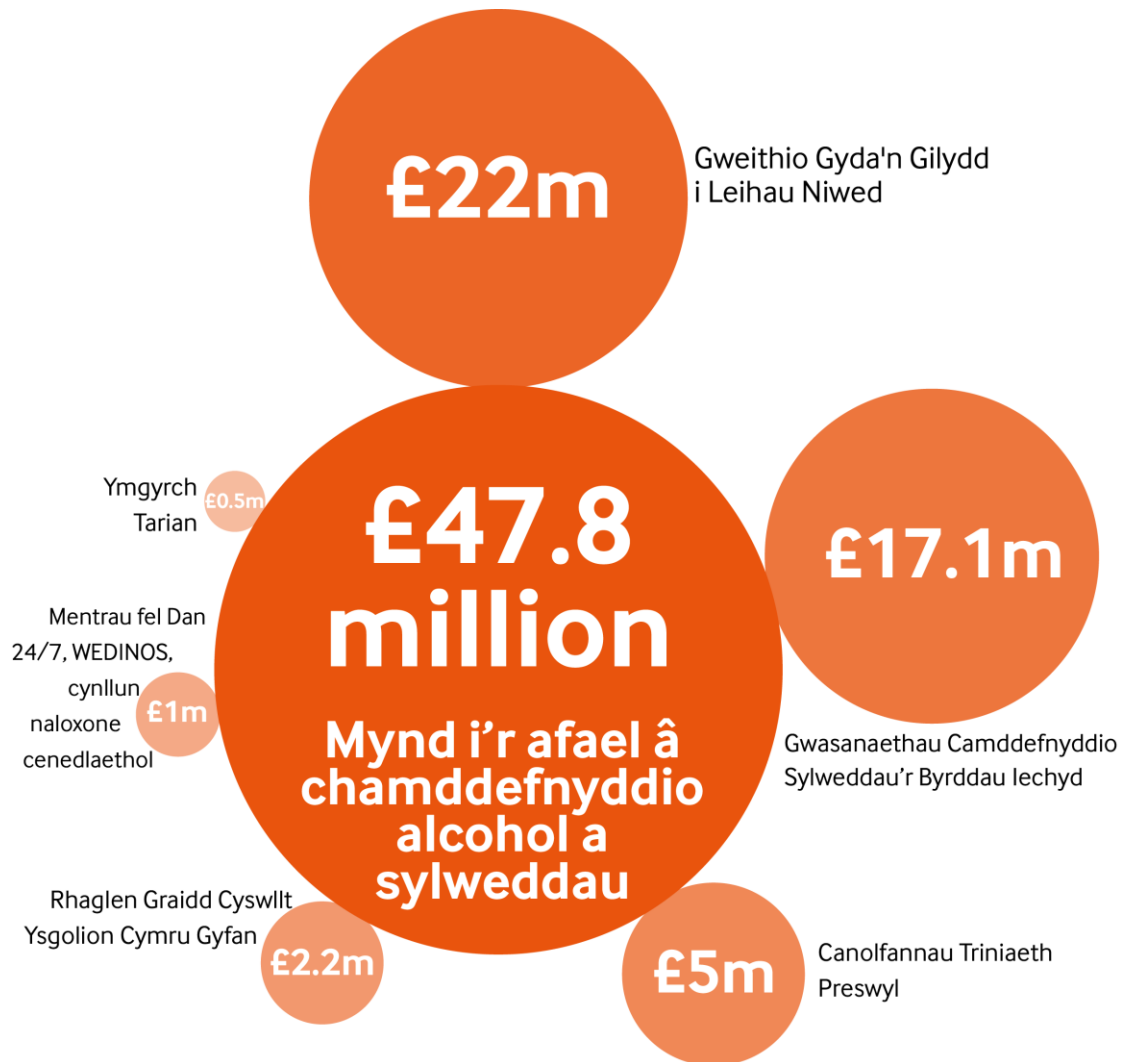 £22m
Gweithio Gyda'n Gilydd
i Leihau Niwed
Ymgyrch
Tarian
£0.5m
£47.8
million
Mynd i’r afael â
chamddefnyddio
alcohol a
sylweddau
£17.1m
Gwasanaethau Camddefnyddio
Sylweddau’r Byrddau Iechyd
Mentrau fel Dan
24/7, WEDINOS,
cynllun
naloxone
cenedlaethol
£1m
Rhaglen Graidd Cyswllt
Ysgolion Cymru Gyfan
£2.2m
£5m
Canolfannau Triniaeth
Preswyl